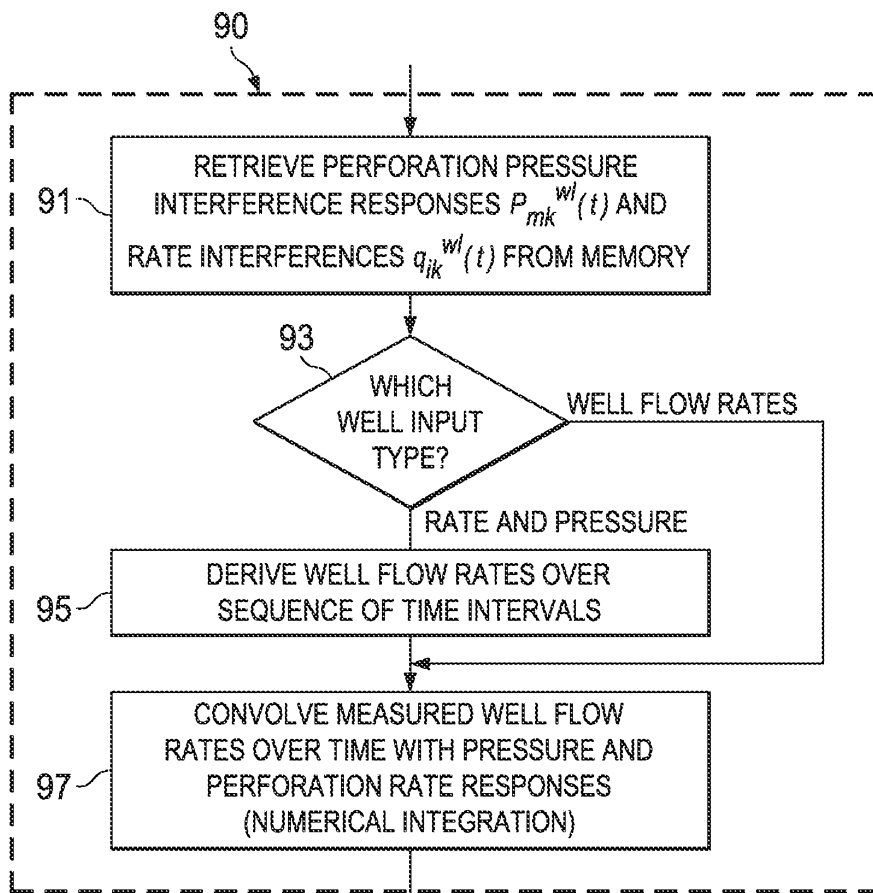 90
91
RETRIEVE PERFORATION PRESSURE
INTERFERENCE RESPONSES P_mk^wl(t) AND
RATE INTERFERENCES q_ik^wl(t) FROM MEMORY
93
WHICH
WELL INPUT
TYPE?
WELL FLOW RATES
RATE AND PRESSURE
95
DERIVE WELL FLOW RATES OVER
SEQUENCE OF TIME INTERVALS
97
CONVOLVE MEASURED WELL FLOW
RATES OVER TIME WITH PRESSURE AND
PERFORATION RATE RESPONSES
(NUMERICAL INTEGRATION)